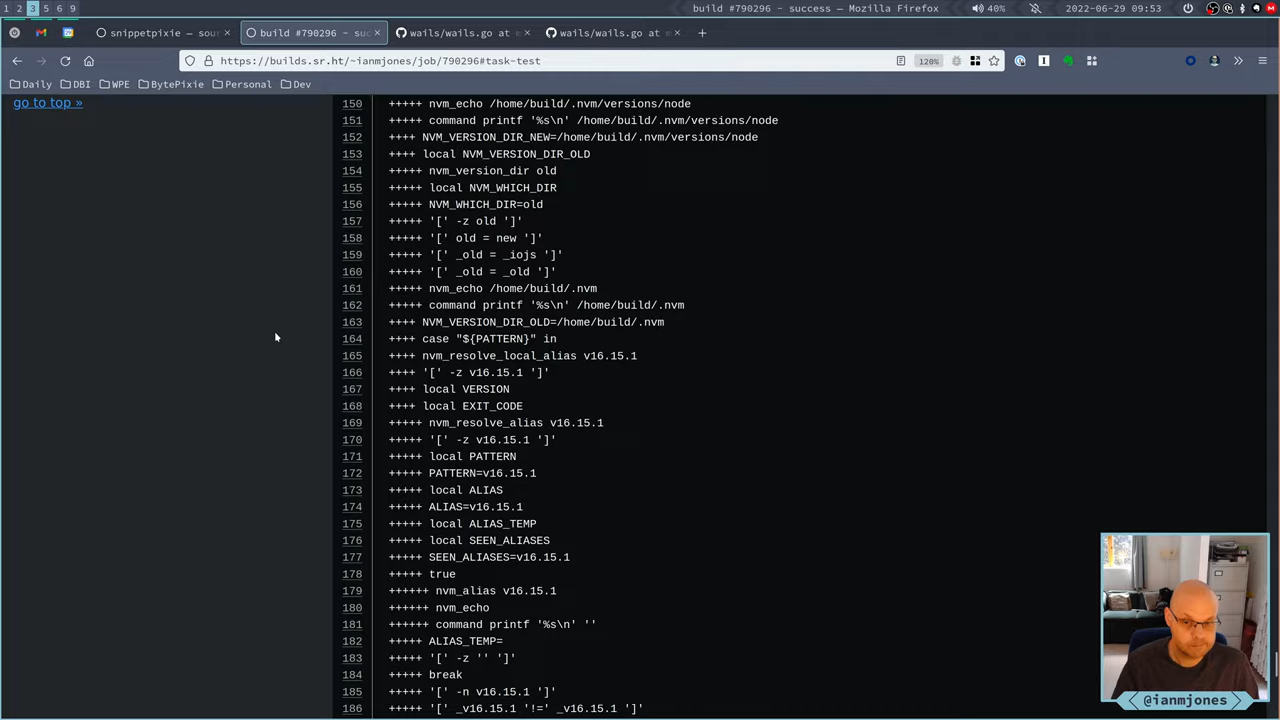 1 2 3 5 6 9
build #790296 - success — Mozilla Firefox
40%
2022-06-29 09:53
snippetpixie — sour
build #790296 - suc
wails/wails.go at m
wails/wails.go at m
https://builds.sr.ht/~ianmjones/job/790296#task-test
120%
Daily
DBI
WPE
BytePixie
Personal
Dev
go to top »
150 +++++ nvm_echo /home/build/.nvm/versions/node
151 +++++ command printf '%s\n' /home/build/.nvm/versions/node
152 ++++ NVM_VERSION_DIR_NEW=/home/build/.nvm/versions/node
153 ++++ local NVM_VERSION_DIR_OLD
154 +++++ nvm_version_dir old
155 +++++ local NVM_WHICH_DIR
156 +++++ NVM_WHICH_DIR=old
157 +++++ '[' -z old ']'
158 +++++ '[' old = new ']'
159 +++++ '[' _old = _iojs ']'
160 +++++ '[' _old = _old ']'
161 +++++ nvm_echo /home/build/.nvm
162 +++++ command printf '%s\n' /home/build/.nvm
163 ++++ NVM_VERSION_DIR_OLD=/home/build/.nvm
164 ++++ case "${PATTERN}" in
165 ++++ nvm_resolve_local_alias v16.15.1
166 ++++ '[' -z v16.15.1 ']'
167 ++++ local VERSION
168 ++++ local EXIT_CODE
169 +++++ nvm_resolve_alias v16.15.1
170 +++++ '[' -z v16.15.1 ']'
171 +++++ local PATTERN
172 +++++ PATTERN=v16.15.1
173 +++++ local ALIAS
174 +++++ ALIAS=v16.15.1
175 +++++ local ALIAS_TEMP
176 +++++ local SEEN_ALIASES
177 +++++ SEEN_ALIASES=v16.15.1
178 +++++ true
179 ++++++ nvm_alias v16.15.1
180 ++++++ nvm_echo
181 ++++++ command printf '%s\n' ''
182 +++++ ALIAS_TEMP=
183 +++++ '[' -z '' ']'
184 +++++ break
185 +++++ '[' -n v16.15.1 ']'
186 +++++ '[' _v16.15.1 '!=' _v16.15.1 ']'
@ianmjones